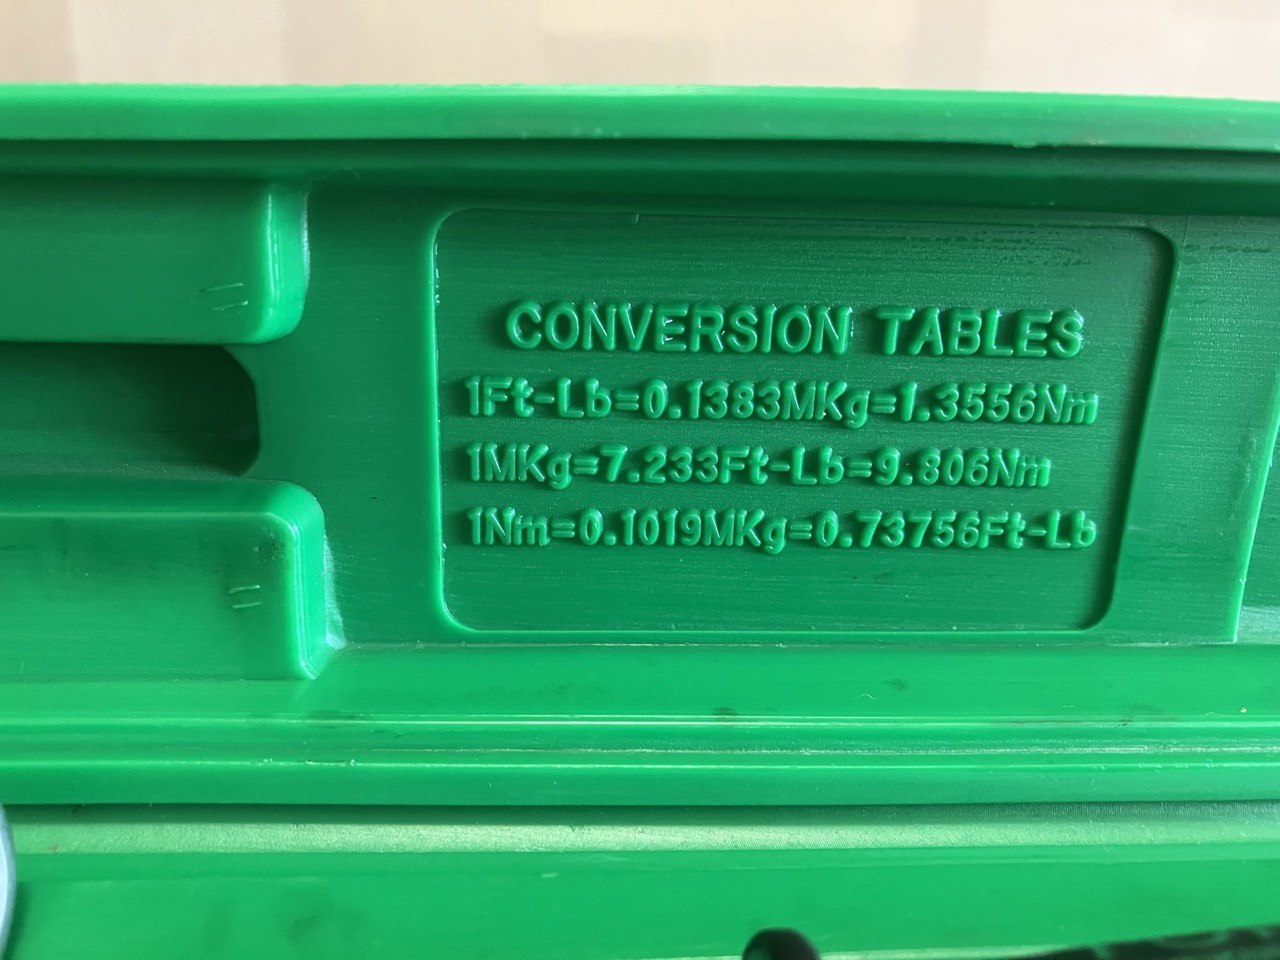 CONVERSION TABLES
1Ft-Lb=0.1383MKg=1.3556Nm
1MKg=7.233Ft-Lb=9.806Nm
1Nm=0.1019MKg=0.73756Ft-Lb